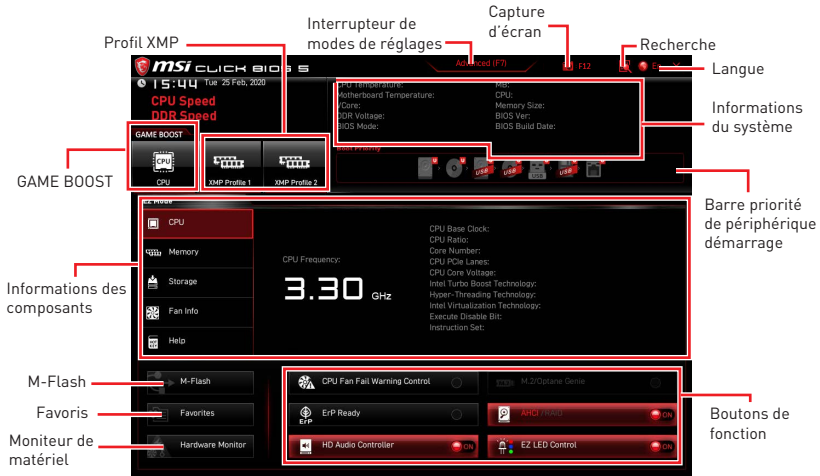 Interrupteur de
modes de réglages
Capture
d'écran
Profil XMP
Recherche
Langue
msi CLICK BIOS 5
Advanced (F7)
F12
En
X
15:44 Tue 25 Feb, 2020
CPU Speed
DDR Speed
CPU Temperature:
Motherboard Temperature:
VCore:
DDR Voltage:
BIOS Mode:
MB:
CPU:
Memory Size:
BIOS Ver:
BIOS Build Date:
Informations
du système
GAME BOOST
CPU
CPU
XMP Profile 1
XMP Profile 2
Boot Priority
U
U
U
U
U
U
U
USB
USB
USB
USB
GAME BOOST
Barre priorité
de périphérique
démarrage
EZ Mode
CPU
Memory
Storage
Fan Info
Help
CPU Frequency:
3.30 GHz
CPU Base Clock:
CPU Ratio:
Core Number:
CPU PCIe Lanes:
CPU Core Voltage:
Intel Turbo Boost Technology:
Hyper-Threading Technology:
Intel Virtualization Technology:
Execute Disable Bit:
Instruction Set:
Informations des
composants
M-Flash
Favoris
Moniteur de
matériel
M-Flash
Favorites
Hardware Monitor
CPU Fan Fail Warning Control
M.2/Optane Genie
ErP
ErP Ready
AHCI /RAID
ON
HD Audio Controller
ON
EZ LED Control
ON
Boutons de
fonction